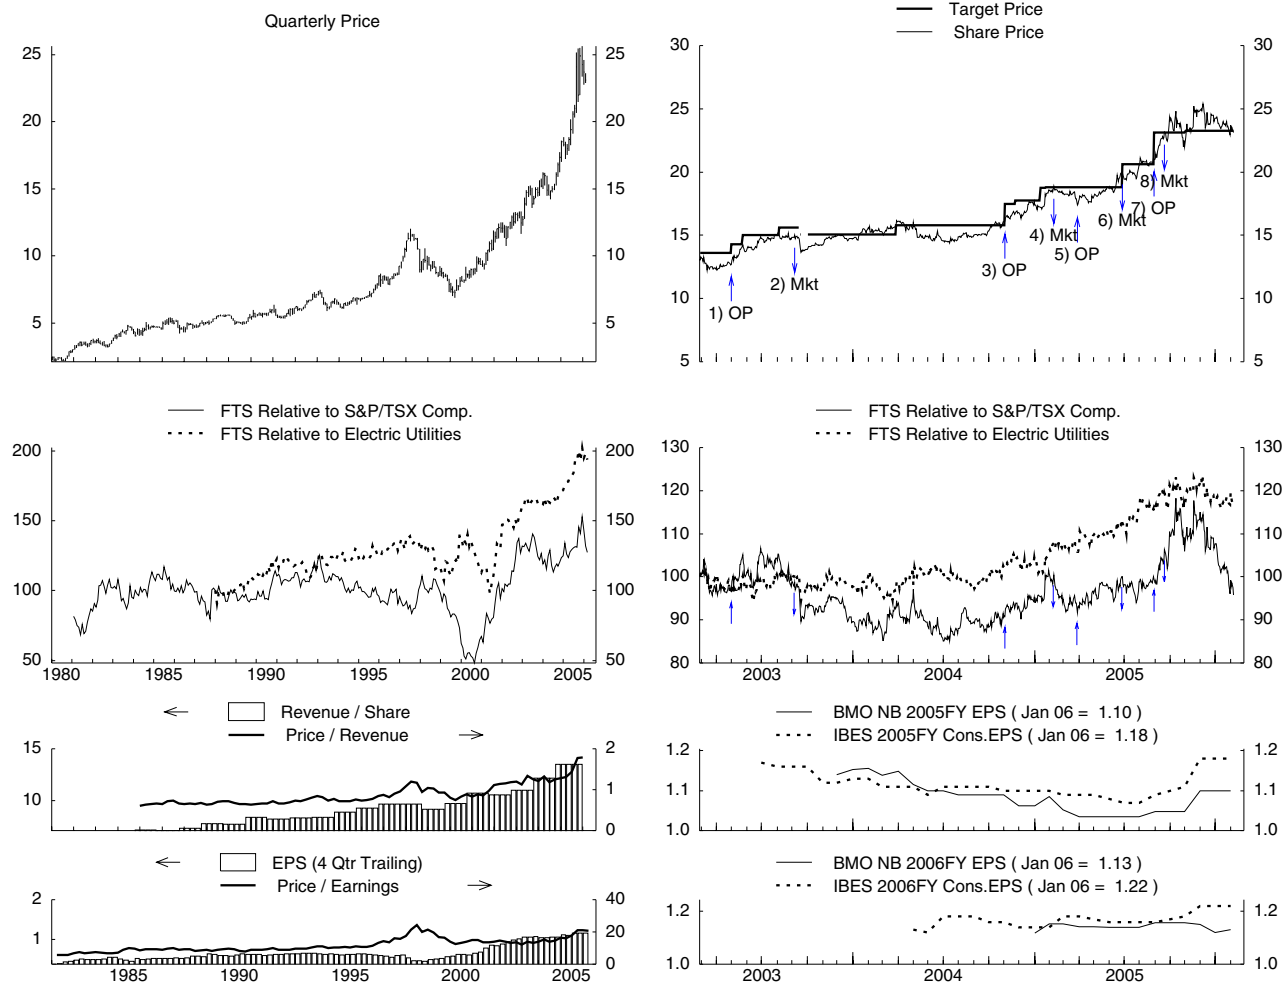 Quarterly Price
25 25
20 20
15 15
10 10
5 5
Target Price
Share Price
30 30
25 25
20 20
15 15
10 10
5 5
1) OP
2) Mkt
3) OP
4) Mkt
5) OP
6) Mkt
7) OP
8) Mkt
FTS Relative to S&P/TSX Comp.
FTS Relative to Electric Utilities
200 200
150 150
100 100
50 50
1980 1985 1990 1995 2000 2005
FTS Relative to S&P/TSX Comp.
FTS Relative to Electric Utilities
130 130
120 120
110 110
100 100
90 90
80 80
2003 2004 2005
Revenue / Share
Price / Revenue
15 2
10 1
0
BMO NB 2005FY EPS ( Jan 06 = 1.10 )
IBES 2005FY Cons.EPS ( Jan 06 = 1.18 )
1.2 1.2
1.1 1.1
1.0 1.0
EPS (4 Qtr Trailing)
Price / Earnings
2 40
1 20
0 0
1985 1990 1995 2000 2005
BMO NB 2006FY EPS ( Jan 06 = 1.13 )
IBES 2006FY Cons.EPS ( Jan 06 = 1.22 )
1.2 1.2
1.0 1.0
2003 2004 2005